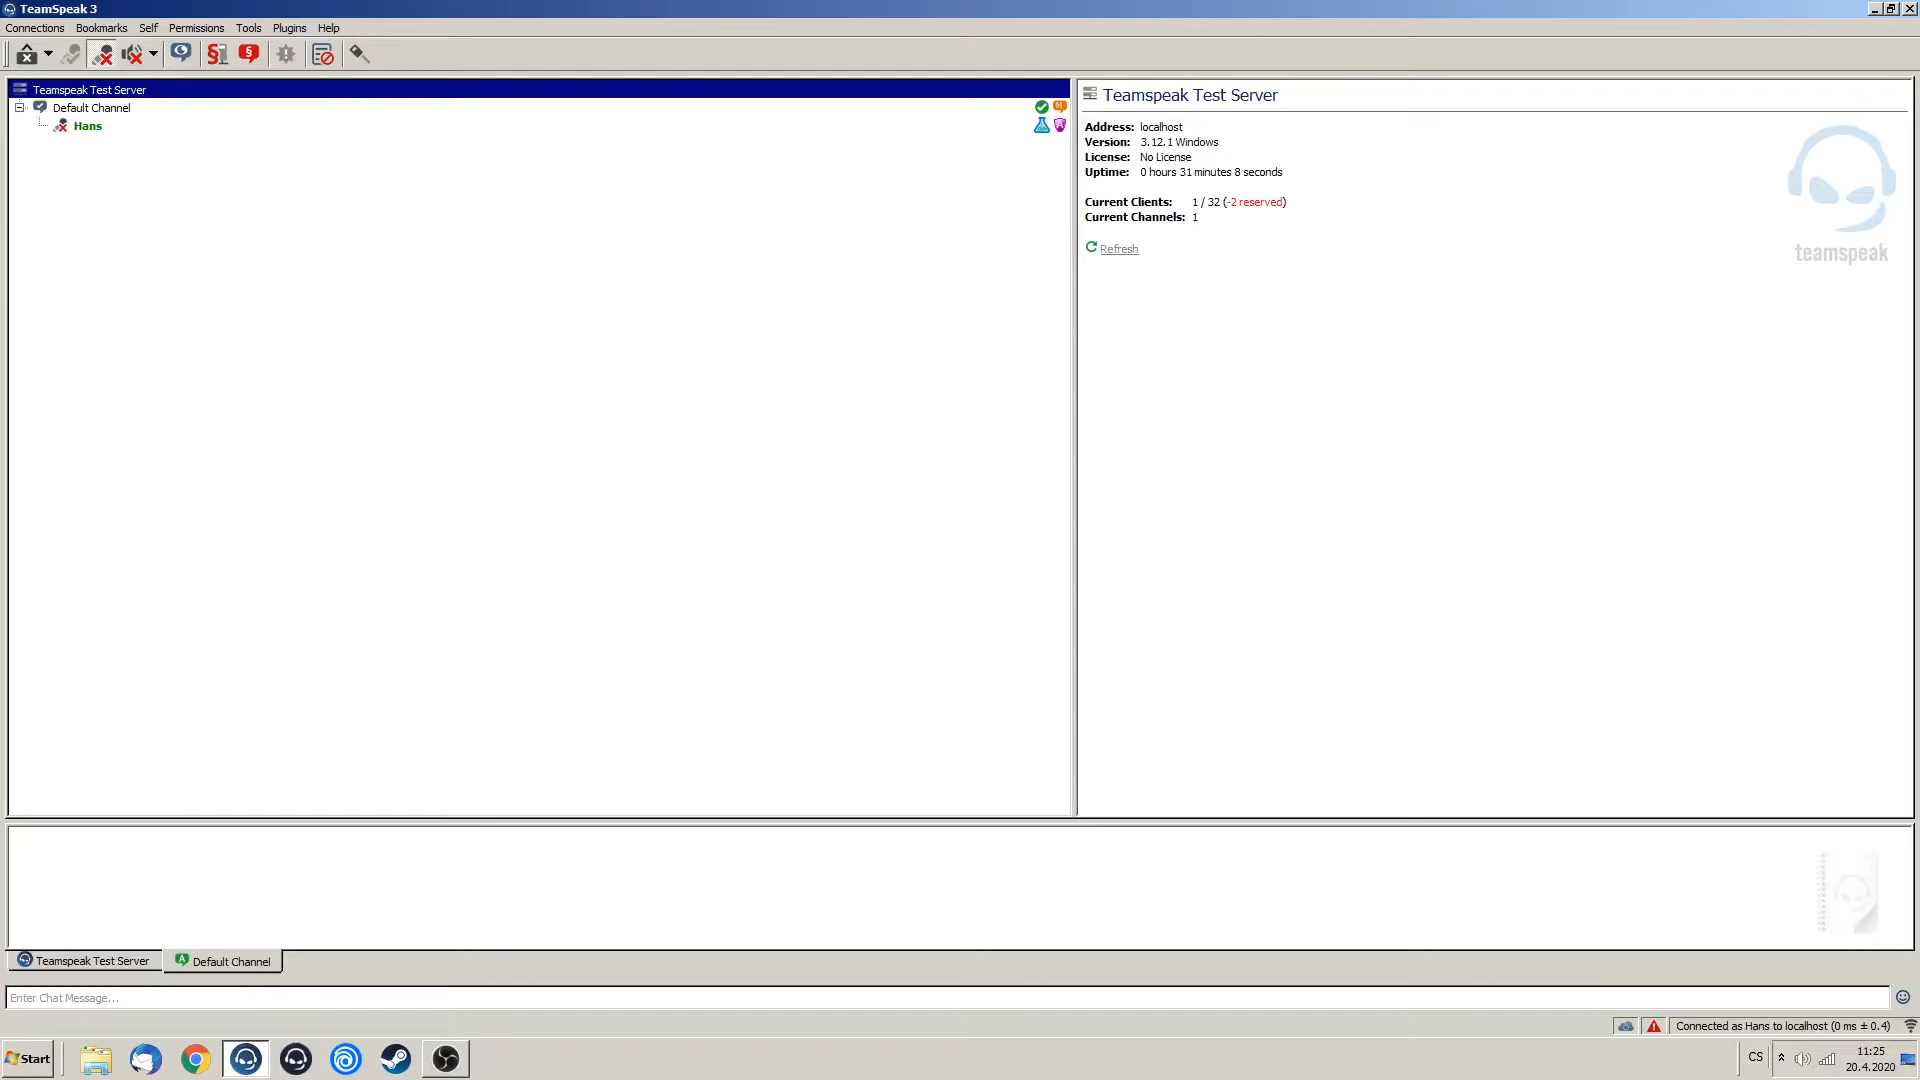 TeamSpeak 3
Connections Bookmarks Self Permissions Tools Plugins Help
Teamspeak Test Server
Default Channel
Hans
Teamspeak Test Server
Address: localhost
Version: 3.12.1 Windows
License: No License
Uptime: 0 hours 31 minutes 8 seconds
Current Clients: 1 / 32 (-2 reserved)
Current Channels: 1
Refresh
teamspeak
Teamspeak Test Server Default Channel
Enter Chat Message...
Connected as Hans to localhost (0 ms ± 0.4)
Start CS 11:25
20.4.2020